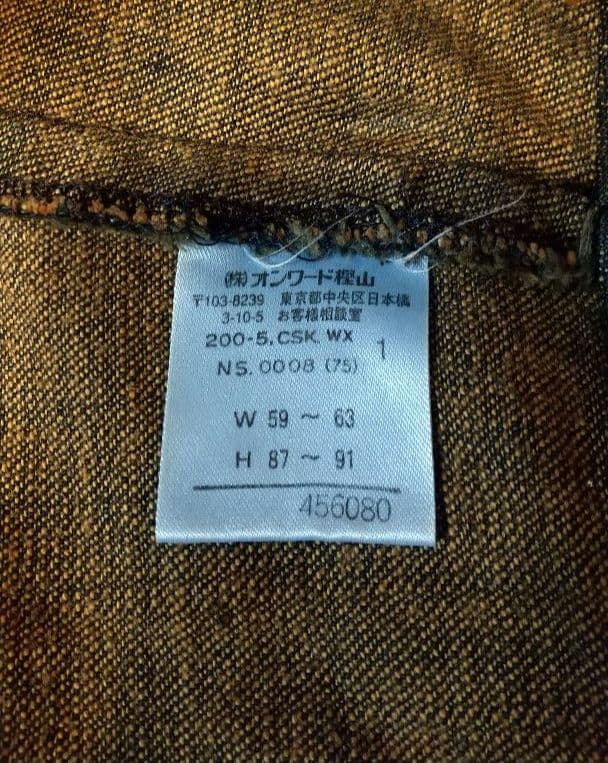 (株)オンワード樫山
〒103-8239 東京都中央区日本橋
3-10-5 お客様相談室
200-5.CSK.WX 1
NS.0008 (75)
W 59 ~ 63
H 87 ~ 91
456080